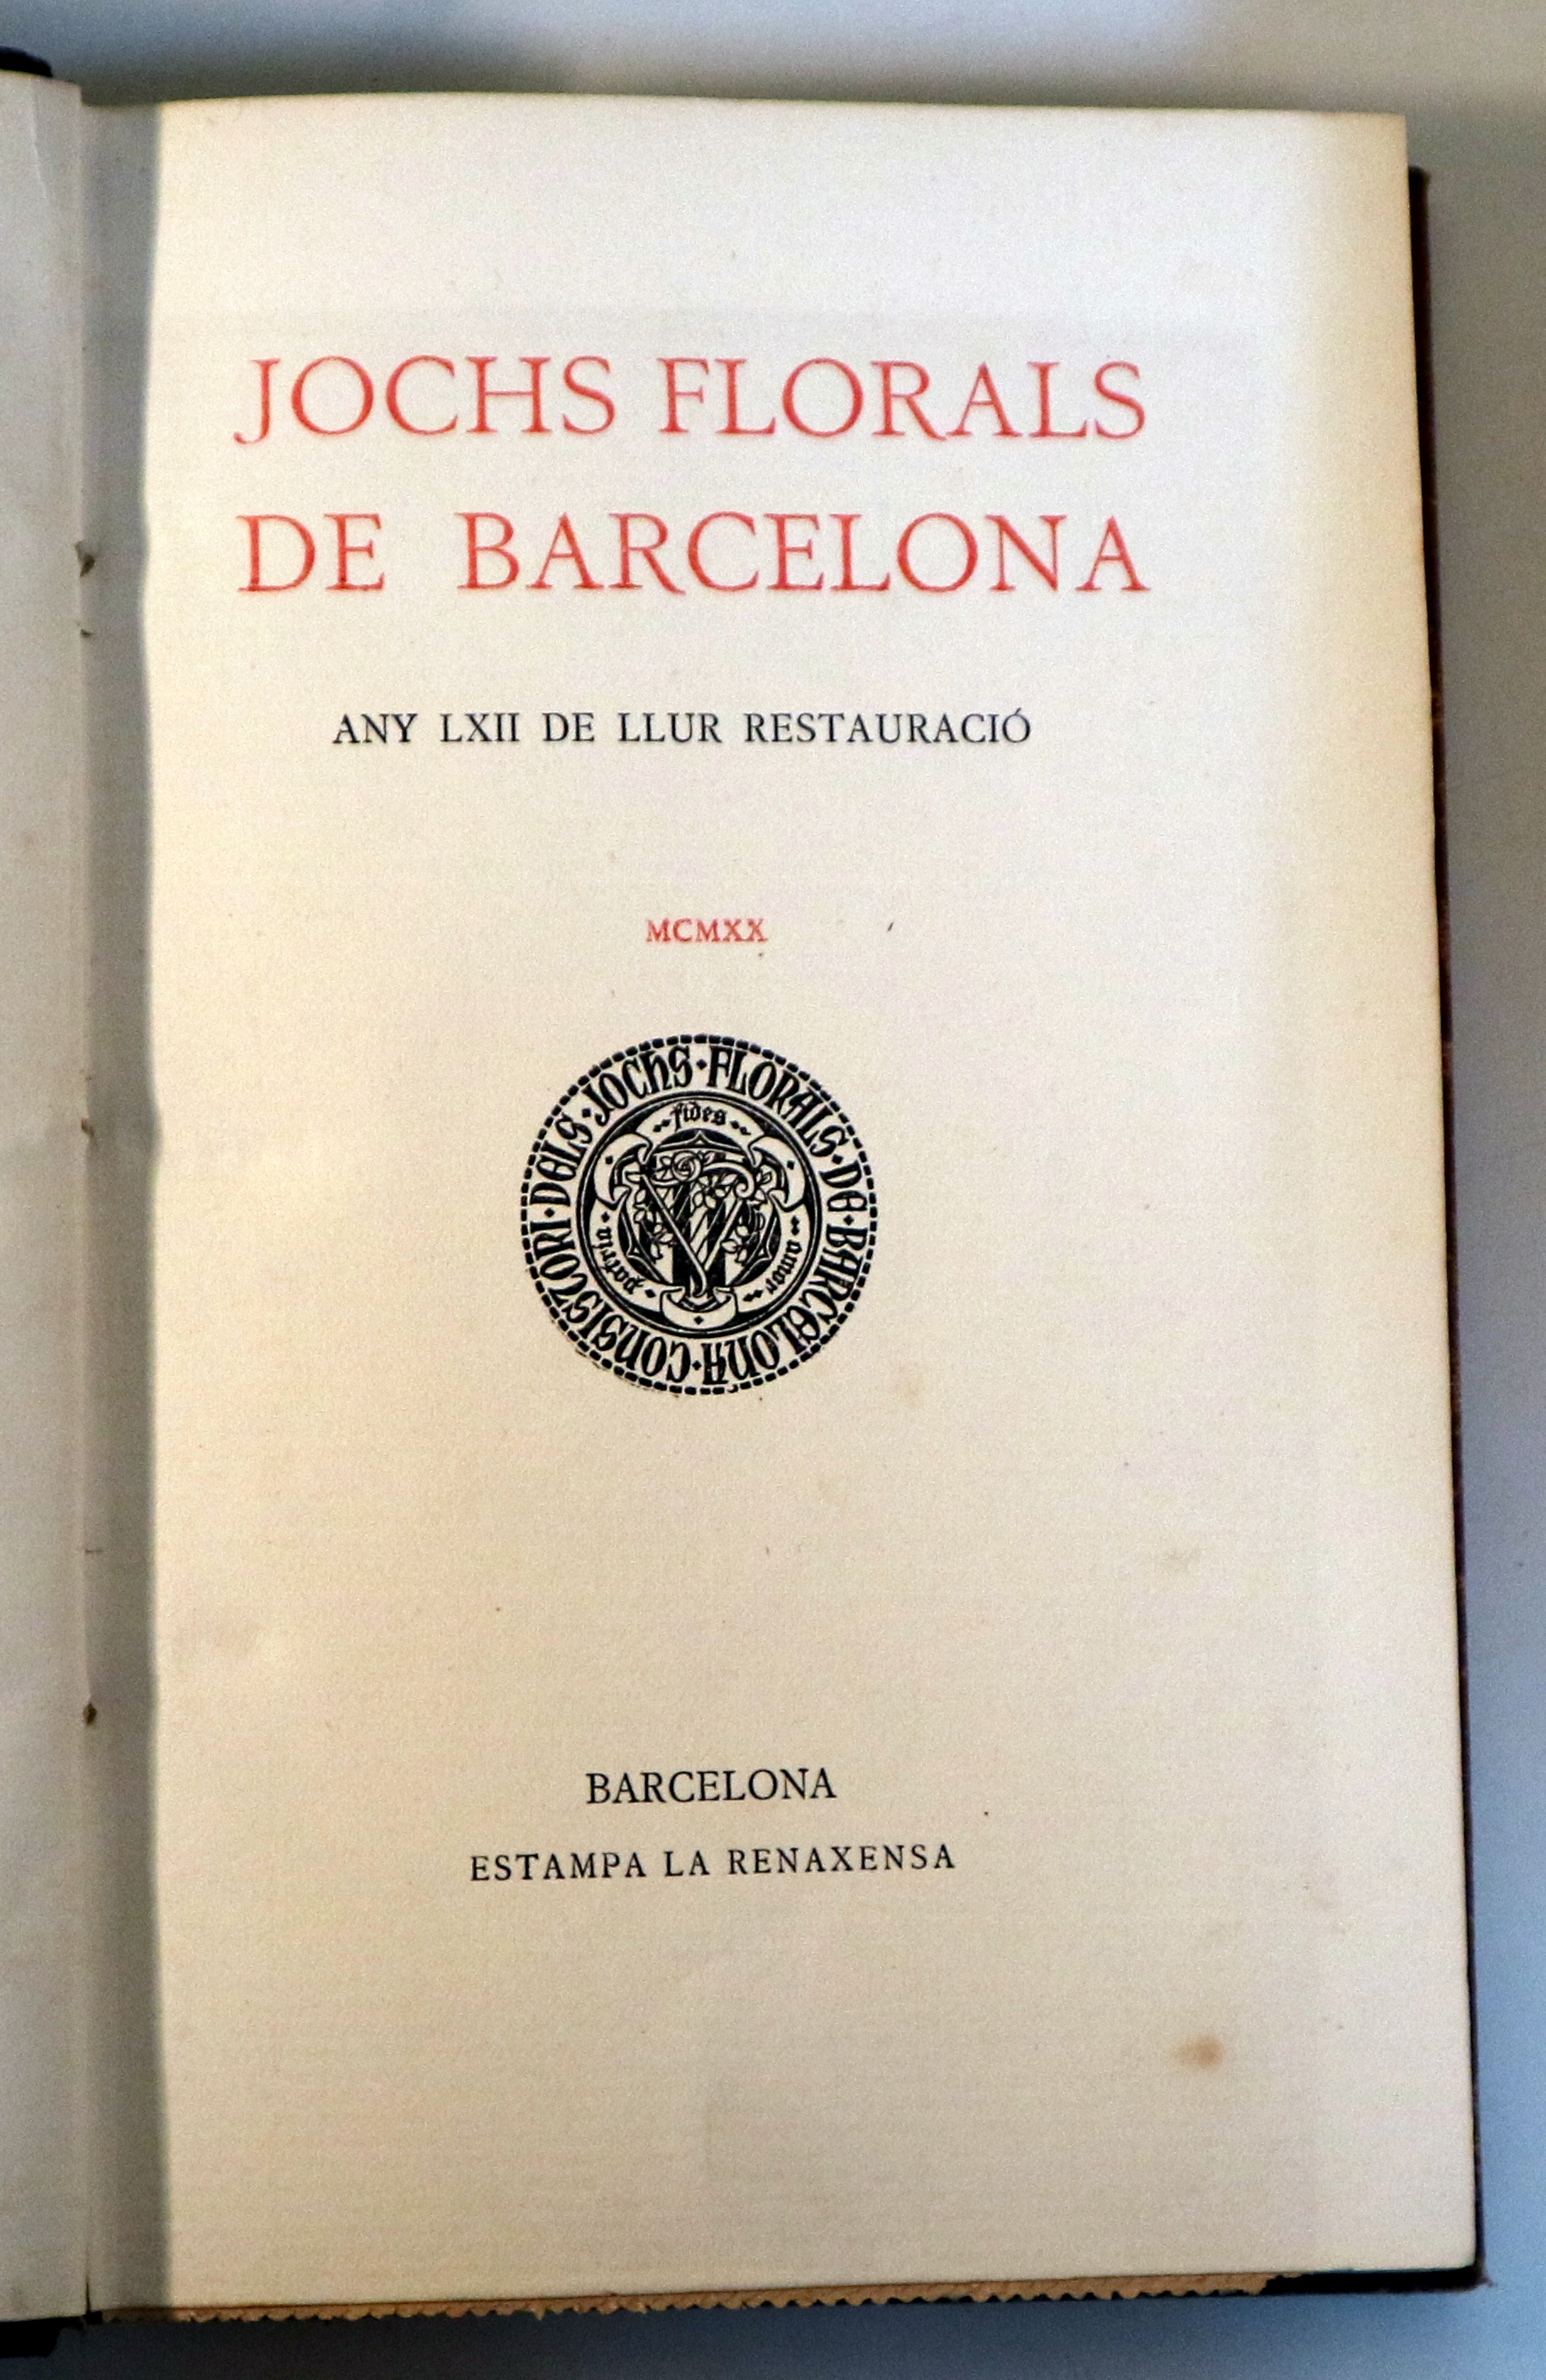 JOCHS FLORALS
DE BARCELONA
ANY LXII DE LLUR RESTAURACIÓ
MCMXX
CONSISTORI · DELS · JOCHS · FLORALS · DE · BARCELONA
fides
amor
patria
BARCELONA
ESTAMPA LA RENAXENSA